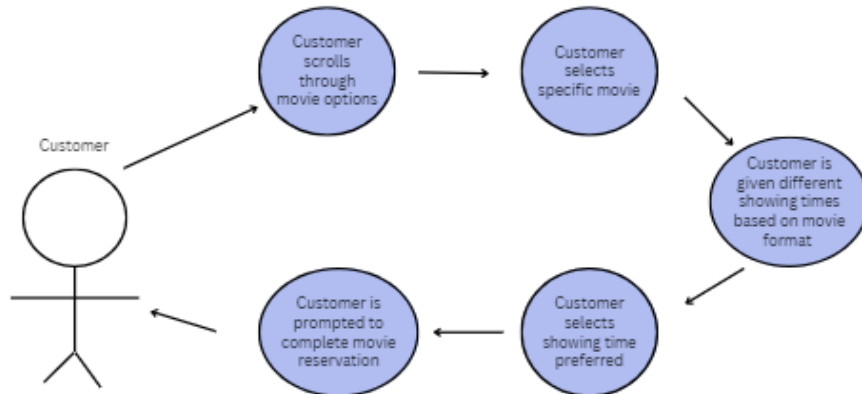 Customer
Customer
scrolls
through
movie options
Customer
selects
specific movie
Customer is
given different
showing times
based on movie
format
Customer
selects
showing time
preferred
Customer is
prompted to
complete movie
reservation